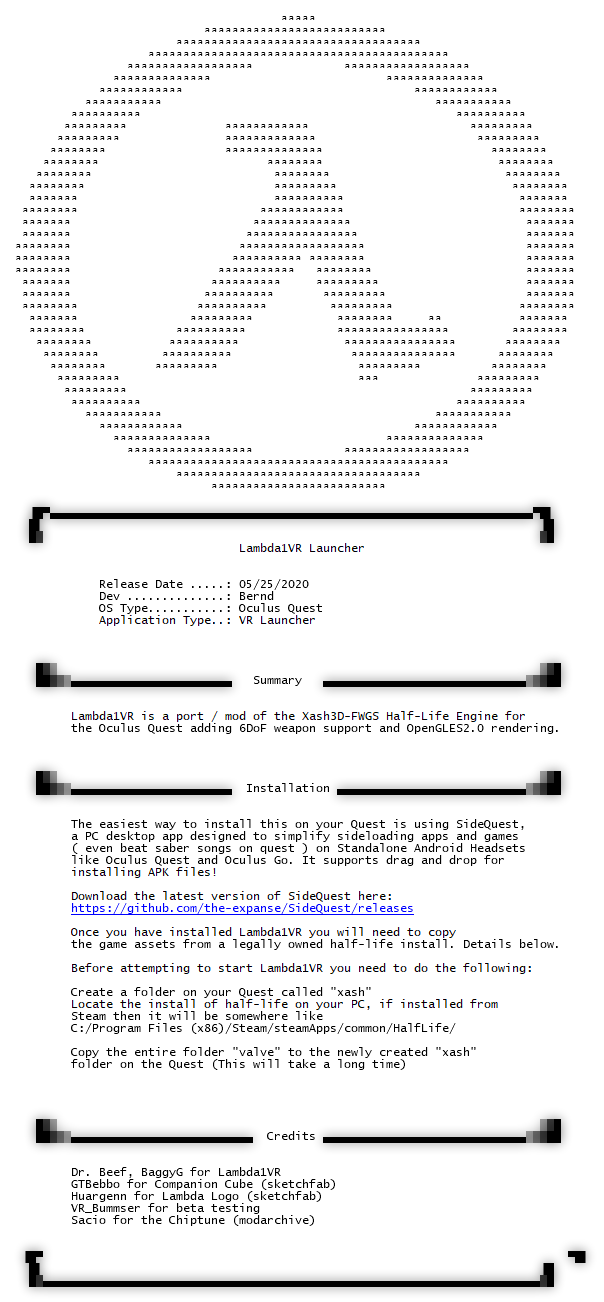 Lambda1VR Launcher
Release Date .....: 05/25/2020
Dev ..............: Bernd
OS Type...........: Oculus Quest
Application Type..: VR Launcher
Summary
Lambda1VR is a port / mod of the Xash3D-FWGS Half-Life Engine for
the Oculus Quest adding 6DoF weapon support and OpenGLES2.0 rendering.
Installation
The easiest way to install this on your Quest is using SideQuest,
a PC desktop app designed to simplify sideloading apps and games
( even beat saber songs on quest ) on Standalone Android Headsets
like Oculus Quest and Oculus Go. It supports drag and drop for
installing APK files!
Download the latest version of SideQuest here:
https://github.com/the-expanse/SideQuest/releases
Once you have installed Lambda1VR you will need to copy
the game assets from a legally owned half-life install. Details below.
Before attempting to start Lambda1VR you need to do the following:
Create a folder on your Quest called "xash"
Locate the install of half-life on your PC, if installed from
Steam then it will be somewhere like
C:/Program Files (x86)/Steam/steamApps/common/HalfLife/
Copy the entire folder "valve" to the newly created "xash"
folder on the Quest (This will take a long time)
Credits
Dr. Beef, BaggyG for Lambda1VR
GTBebbo for Companion Cube (sketchfab)
Huargenn for Lambda Logo (sketchfab)
VR_Bummser for beta testing
Sacio for the Chiptune (modarchive)